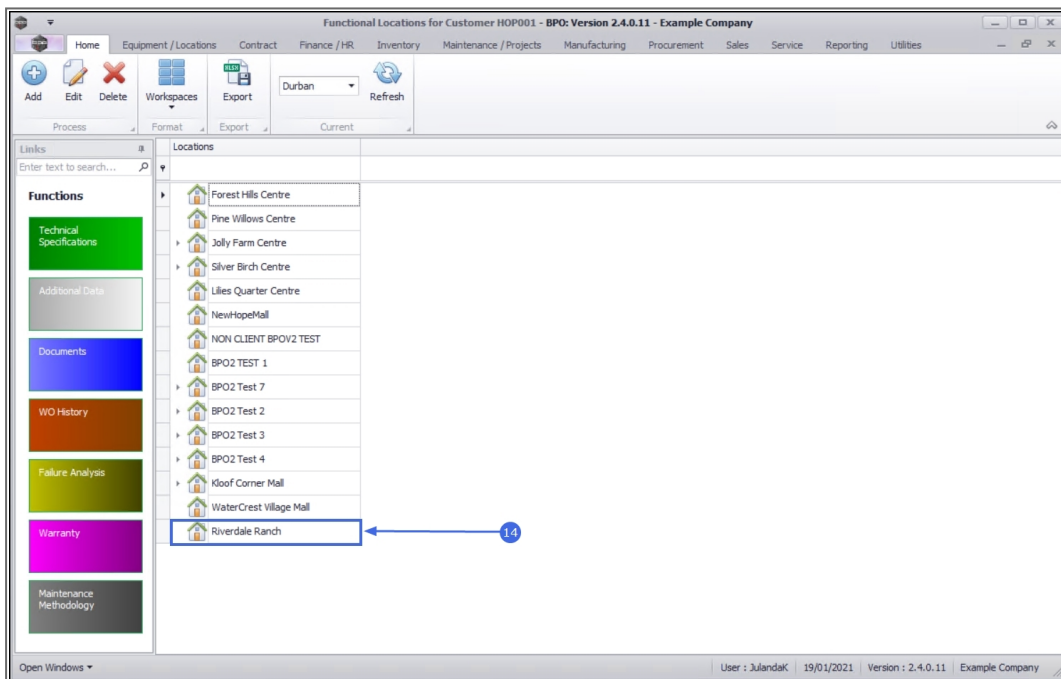 Functional Locations for Customer HOP001 - BPO: Version 2.4.0.11 - Example Company
Home Equipment / Locations Contract Finance / HR Inventory Maintenance / Projects Manufacturing Procurement Sales Service Reporting Utilities
Add Edit Delete Workspaces Export Durban Refresh
Process Format Export Current
Links
Enter text to search...
Functions
Technical
Specifications
Additional Data
Documents
WO History
Failure Analysis
Warranty
Maintenance
Methodology
Locations
Forest Hills Centre
Pine Willows Centre
Jolly Farm Centre
Silver Birch Centre
Lilies Quarter Centre
NewHopeMall
NON CLIENT BPOV2 TEST
BPO2 TEST 1
BPO2 Test 7
BPO2 Test 2
BPO2 Test 3
BPO2 Test 4
Kloof Corner Mall
WaterCrest Village Mall
Riverdale Ranch
14
Open Windows
User : JulandaK 19/01/2021 Version : 2.4.0.11 Example Company